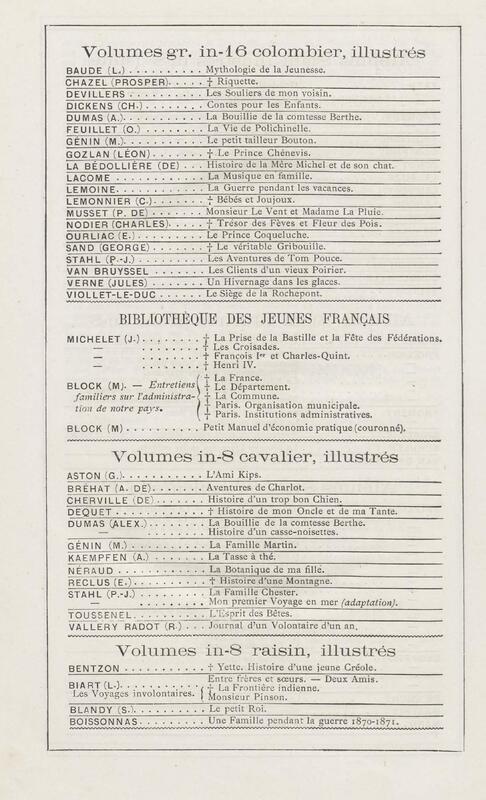 Volumes gr. in-16 colombier, illustrés
BAUDE (L.) . . . . . . . . . . Mythologie de la Jeunesse.
CHAZEL (PROSPER) . . . . . . † Riquette.
DEVILLERS . . . . . . . . . . Les Souliers de mon voisin.
DICKENS (CH.) . . . . . . . . Contes pour les Enfants.
DUMAS (A.) . . . . . . . . . . La Bouillie de la comtesse Berthe.
FEUILLET (O.) . . . . . . . . La Vie de Polichinelle.
GÉNIN (M.) . . . . . . . . . . Le petit tailleur Bouton.
GOZLAN (LÉON) . . . . . . . † Le Prince Chénevis.
LA BÉDOLLIÈRE (DE) . . . Histoire de la Mère Michel et de son chat.
LACOME . . . . . . . . . . . La Musique en famille.
LEMOINE . . . . . . . . . . . La Guerre pendant les vacances.
LEMONNIER (C.) . . . . . . . † Bébés et Joujoux.
MUSSET (P. DE) . . . . . . . Monsieur Le Vent et Madame La Pluie.
NODIER (CHARLES) . . . . † Trésor des Fèves et Fleur des Pois.
OURLIAC (E.) . . . . . . . . . Le Prince Coqueluche.
SAND (GEORGE) . . . . . . . † Le véritable Gribouille.
STAHL (P.-J.) . . . . . . . . . Les Aventures de Tom Pouce.
VAN BRUYSSEL . . . . . . . Les Clients d'un vieux Poirier.
VERNE (JULES) . . . . . . . Un Hivernage dans les glaces.
VIOLLET-LE-DUC . . . . . . Le Siège de la Rochepont.
BIBLIOTHÈQUE DES JEUNES FRANÇAIS
MICHELET (J.) . . . . . . . . † La Prise de la Bastille et la Fête des Fédérations.
— . . . . . . . . † Les Croisades.
— . . . . . . . . † François Ier et Charles-Quint.
— . . . . . . . . † Henri IV.
BLOCK (M). — Entretiens familiers sur l'administration de notre pays.
† La France.
† Le Département.
† La Commune.
† Paris. Organisation municipale.
† Paris. Institutions administratives.
BLOCK (M) . . . . . . . . . . Petit Manuel d'économie pratique (couronné).
Volumes in-8 cavalier, illustrés
ASTON (G.) . . . . . . . . . . L'Ami Kips.
BRÉHAT (A. DE) . . . . . . . Aventures de Charlot.
CHERVILLE (DE) . . . . . . . Histoire d'un trop bon Chien.
DEQUET . . . . . . . . . . . † Histoire de mon Oncle et de ma Tante.
DUMAS (ALEX.) . . . . . . . La Bouillie de la comtesse Berthe.
— . . . . . . . Histoire d'un casse-noisettes.
GÉNIN (M.) . . . . . . . . . . La Famille Martin.
KAEMPFEN (A.) . . . . . . . La Tasse à thé.
NÉRAUD . . . . . . . . . . . La Botanique de ma fille.
RECLUS (E.) . . . . . . . . . † Histoire d'une Montagne.
STAHL (P.-J.) . . . . . . . . La Famille Chester.
— . . . . . . . . Mon premier Voyage en mer (adaptation).
TOUSSENEL . . . . . . . . . L'Esprit des Bêtes.
VALLERY RADOT (R.) . . . Journal d'un Volontaire d'un an.
Volumes in-8 raisin, illustrés
BENTZON . . . . . . . . . . † Yette. Histoire d'une jeune Créole.
BIART (L.) . . . . . . . . . . Entre frères et sœurs. — Deux Amis.
Les Voyages involontaires. † La Frontière indienne.
Monsieur Pinson.
BLANDY (S.) . . . . . . . . . Le petit Roi.
BOISSONNAS . . . . . . . . Une Famille pendant la guerre 1870-1871.